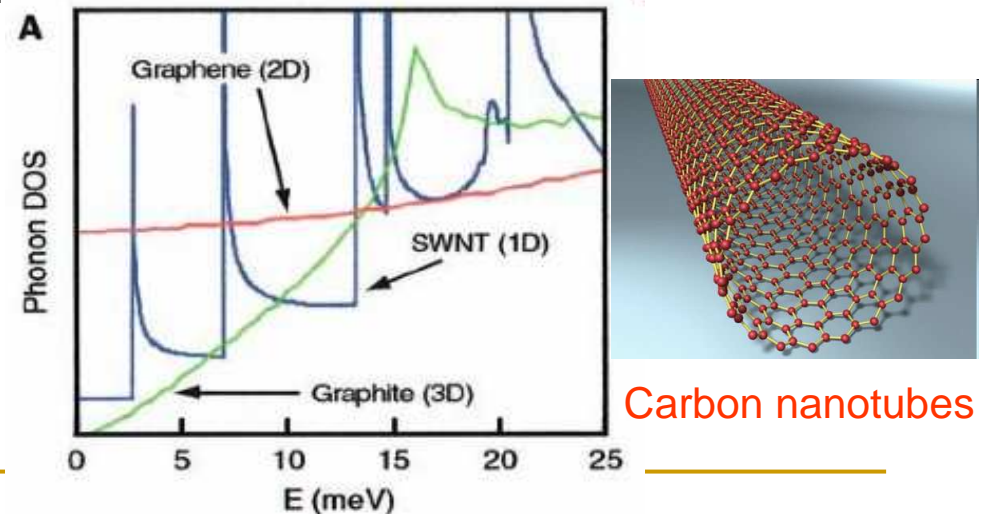 A
Graphene (2D)
Phonon DOS
SWNT (1D)
Graphite (3D)
0 5 10 15 20 25
E (meV)
Carbon nanotubes